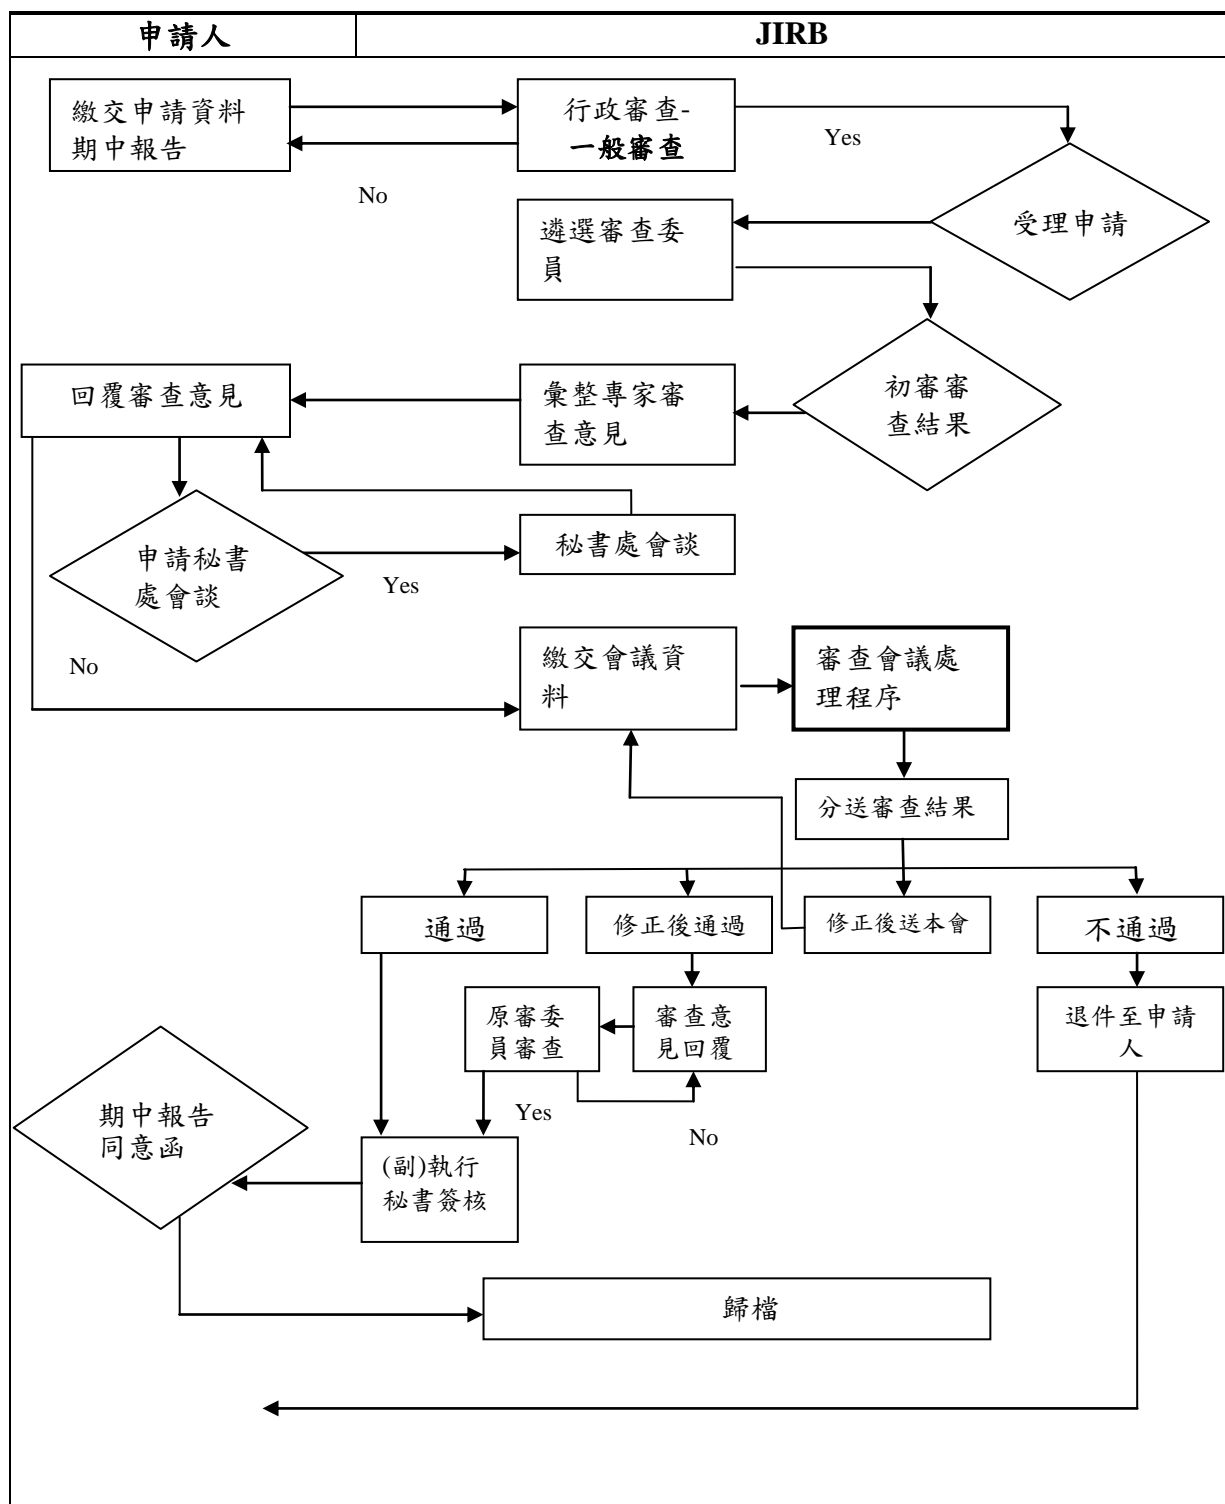 申請人
JIRB
繳交申請資料
期中報告
行政審查-
一般審查
Yes
No
受理申請
遴選審查委
員
初審審
查結果
彙整專家審
查意見
回覆審查意見
申請秘書
處會談
Yes
秘書處會談
No
繳交會議資
料
審查會議處
理程序
分送審查結果
通過
修正後通過
修正後送本會
不通過
原審委
員審查
審查意
見回覆
退件至申請
人
Yes
No
期中報告
同意函
(副)執行
秘書簽核
歸檔